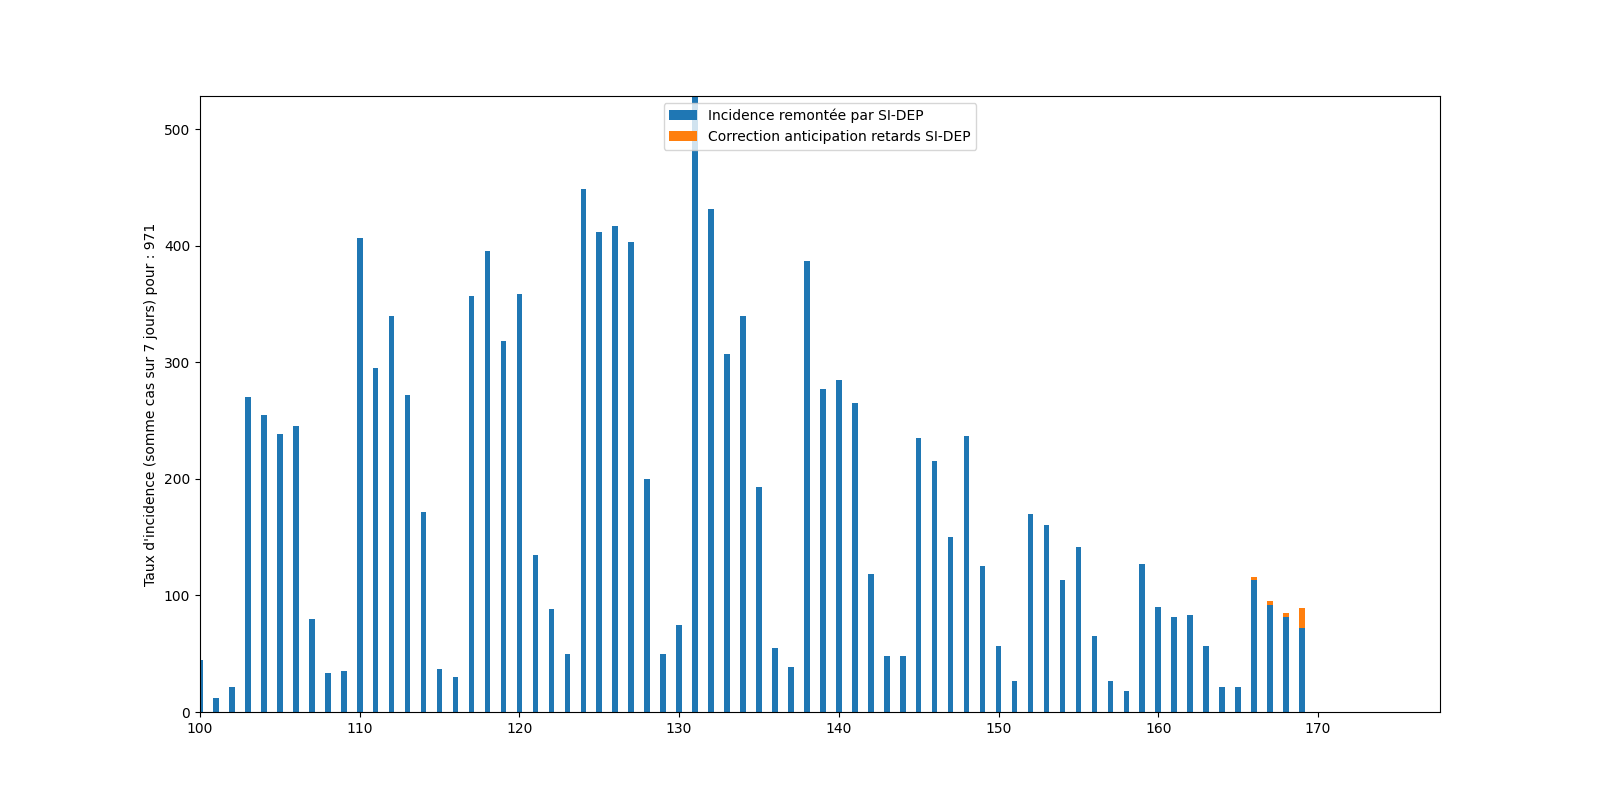 Incidence remontée par SI-DEP
Correction anticipation retards SI-DEP
Taux d'incidence (somme cas sur 7 jours) pour : 971
500
400
300
200
100
0
100 110 120 130 140 150 160 170